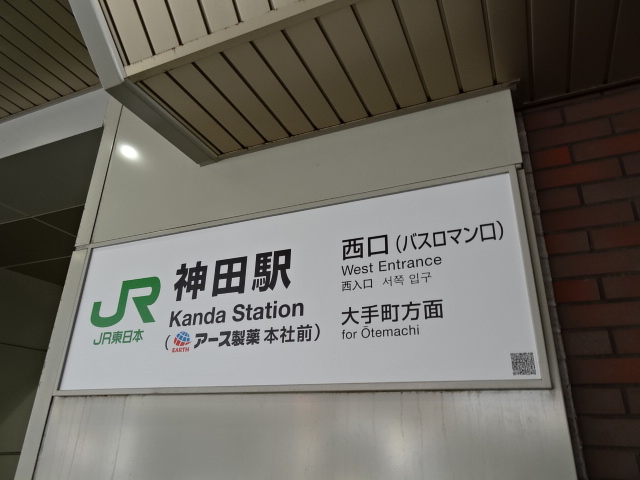 JR
JR東日本
神田駅
Kanda Station
(EARTH アース製薬 本社前)
西口(バスロマン口)
West Entrance
西入口 서쪽 입구
大手町方面
for Ōtemachi